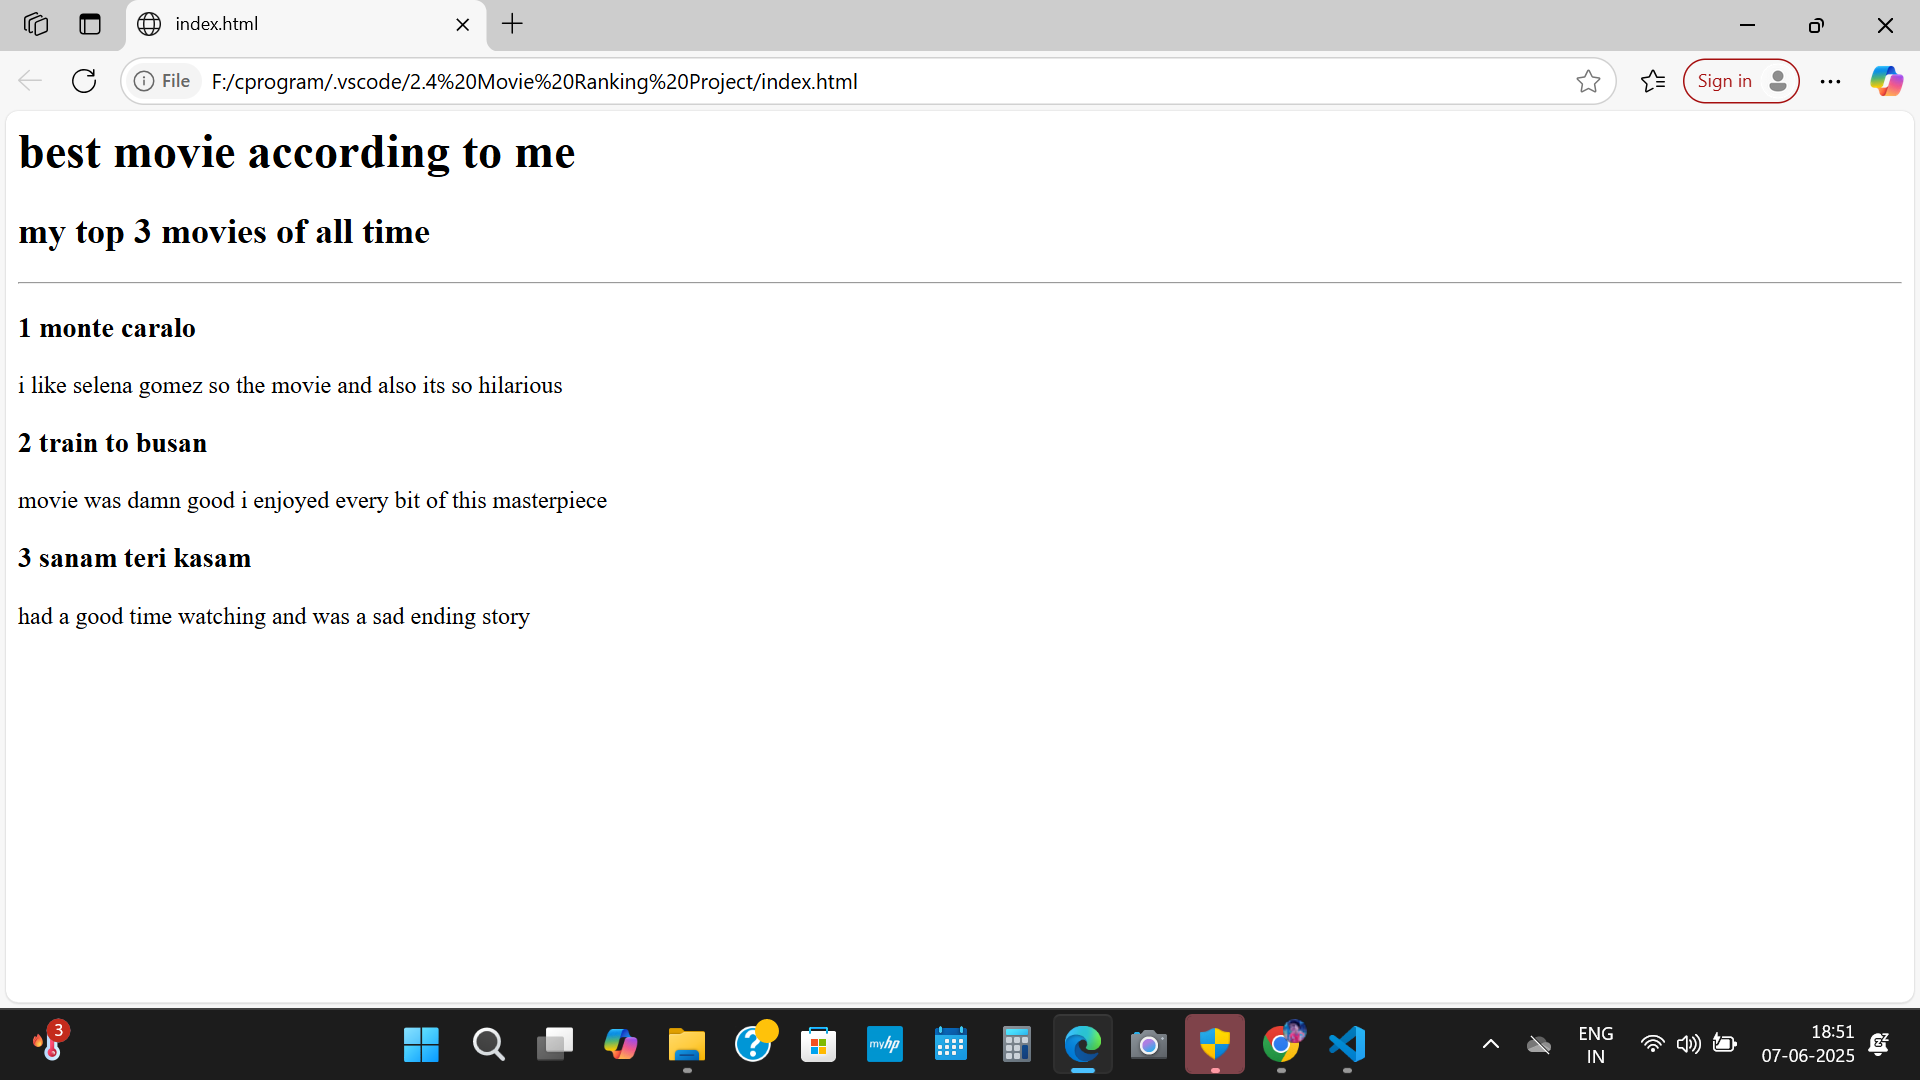 index.html
File
F:/cprogram/.vscode/2.4%20Movie%20Ranking%20Project/index.html
Sign in
best movie according to me
my top 3 movies of all time
1 monte caralo
i like selena gomez so the movie and also its so hilarious
2 train to busan
movie was damn good i enjoyed every bit of this masterpiece
3 sanam teri kasam
had a good time watching and was a sad ending story
3
myhp
ENG
IN
18:51
07-06-2025